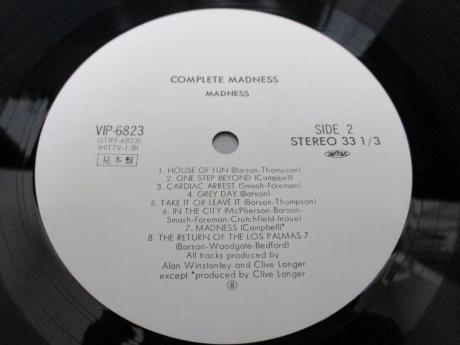 COMPLETE MADNESS
MADNESS
VIP-6823
(STIFF-6823)
(HITTV-1-B)
見本盤
SIDE 2
STEREO 33 1/3
1. HOUSE OF FUN (Barson-Thompson)
2. ONE STEP BEYOND (Campbell)
3. CARDIAC ARREST (Smash-Foreman)
4. GREY DAY (Barson)
5. TAKE IT OR LEAVE IT (Barson-Thompson)
6. IN THE CITY (McPherson-Barson-
Smash-Foreman-Crutchfield-Inoue)
7. MADNESS (Campbell)*
8. THE RETURN OF THE LOS PALMAS 7
(Barson-Woodgate-Bedford)
All tracks produced by
Alan Winstanley and Clive Langer
except *produced by Clive Langer
Ⓑ